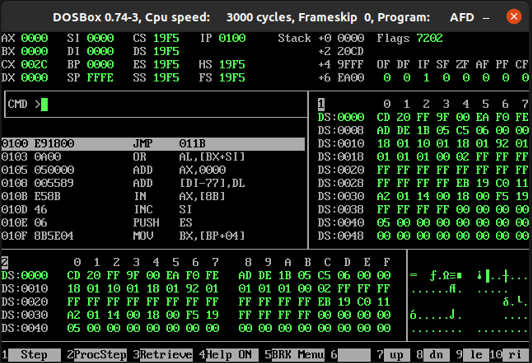 DOSBox 0.74-3, Cpu speed: 3000 cycles, Frameskip 0, Program: AFD
AX 0000 SI 0000 CS 19F5 IP 0100 Stack +0 0000 Flags 7202
BX 0000 DI 0000 DS 19F5 +2 20CD
CX 002C BP 0000 ES 19F5 HS 19F5 +4 9FFF OF DF IF SF ZF AF PF CF
DX 0000 SP FFFE SS 19F5 FS 19F5 +6 EA00 0 0 1 0 0 0 0 0
CMD >
1 0 1 2 3 4 5 6 7
DS:0000 CD 20 FF 9F 00 EA F0 FE
DS:0008 AD DE 1B 05 C5 06 00 00
0100 E91800 JMP 011B DS:0010 18 01 10 01 18 01 92 01
0103 0A00 OR AL,[BX+SI] DS:0018 01 01 01 00 02 FF FF FF
0105 050000 ADD AX,0000 DS:0020 FF FF FF FF FF FF FF FF
0108 005589 ADD [DI-77],DL DS:0028 FF FF FF FF EB 19 C0 11
010B E58B IN AX,[8B] DS:0030 A2 01 14 00 18 00 F5 19
010D 46 INC SI DS:0038 FF FF FF FF 00 00 00 00
010E 06 PUSH ES DS:0040 05 00 00 00 00 00 00 00
010F 8B5E04 MOV BX,[BP+04] DS:0048 00 00 00 00 00 00 00 00
2 0 1 2 3 4 5 6 7 8 9 A B C D E F
DS:0000 CD 20 FF 9F 00 EA F0 FE AD DE 1B 05 C5 06 00 00
DS:0010 18 01 10 01 18 01 92 01 01 01 01 00 02 FF FF FF
DS:0020 FF FF FF FF FF FF FF FF FF FF FF FF EB 19 C0 11
DS:0030 A2 01 14 00 18 00 F5 19 FF FF FF FF 00 00 00 00
DS:0040 05 00 00 00 00 00 00 00 00 00 00 00 00 00 00 00
1 Step 2ProcStep 3Retrieve 4Help ON 5BRK Menu 6 7 up 8 dn 9 le 10